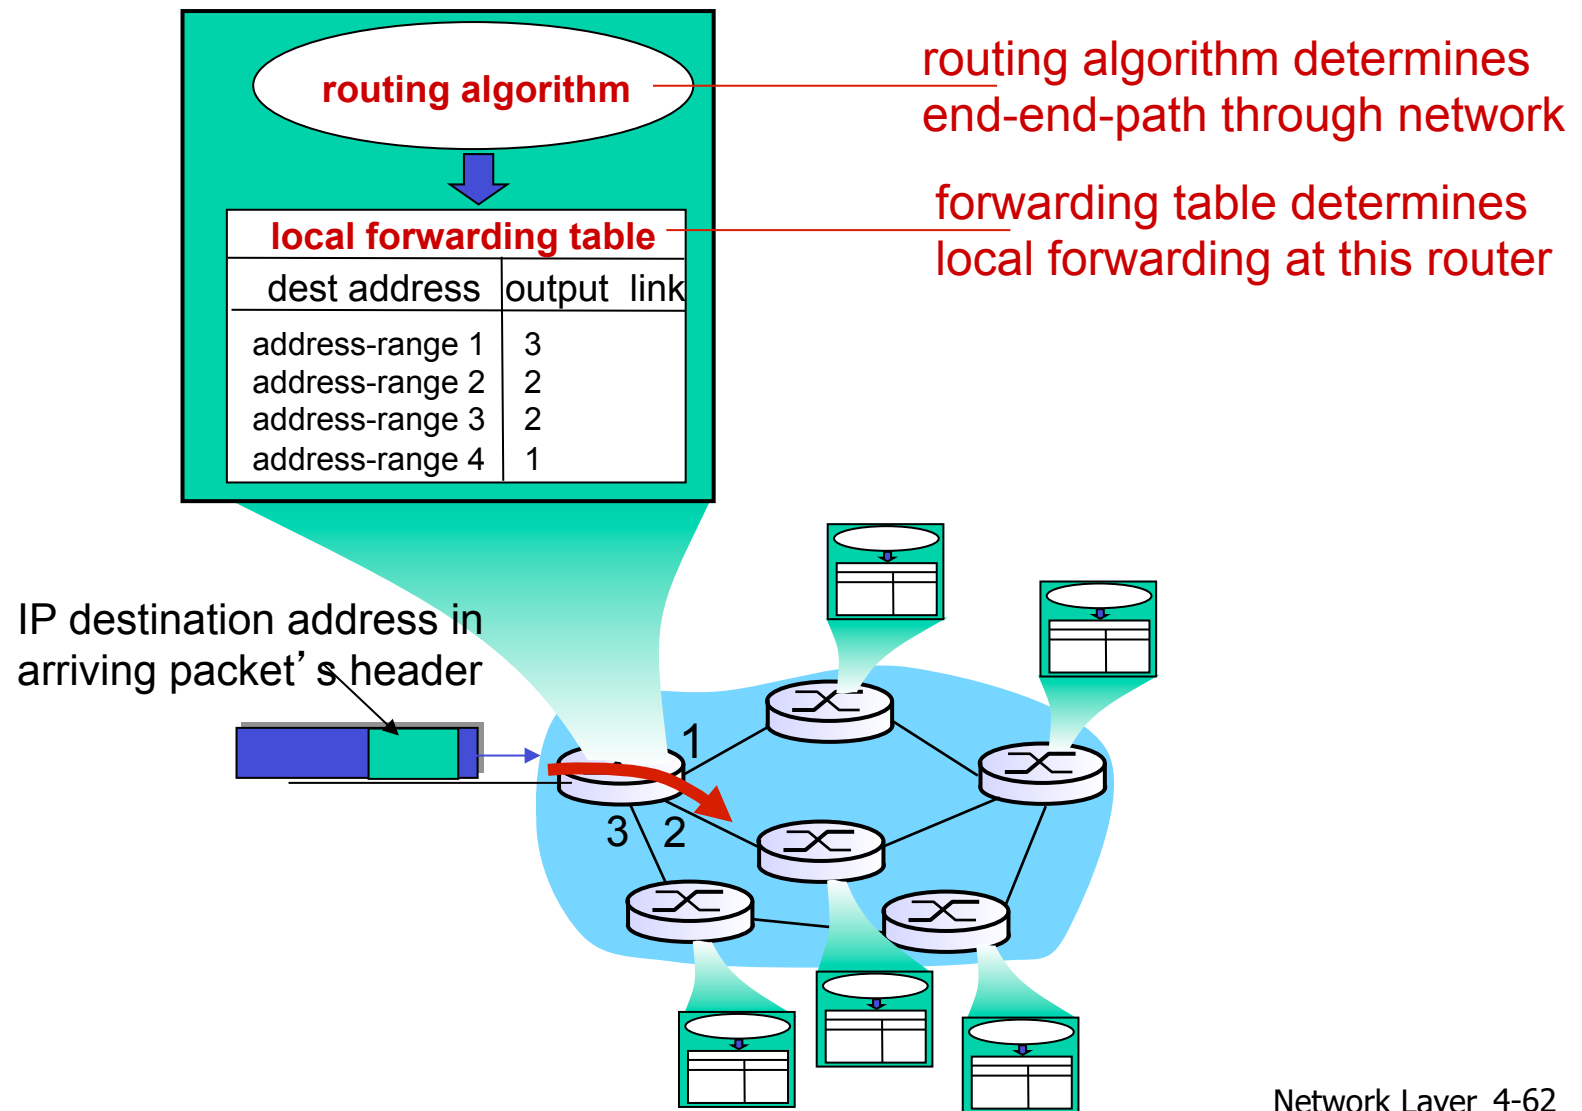 routing algorithm
routing algorithm determines
end-end-path through network
local forwarding table
forwarding table determines
local forwarding at this router
dest address output link
address-range 1 3
address-range 2 2
address-range 3 2
address-range 4 1
IP destination address in
arriving packet’s header
1
3 2
Network Layer 4-62